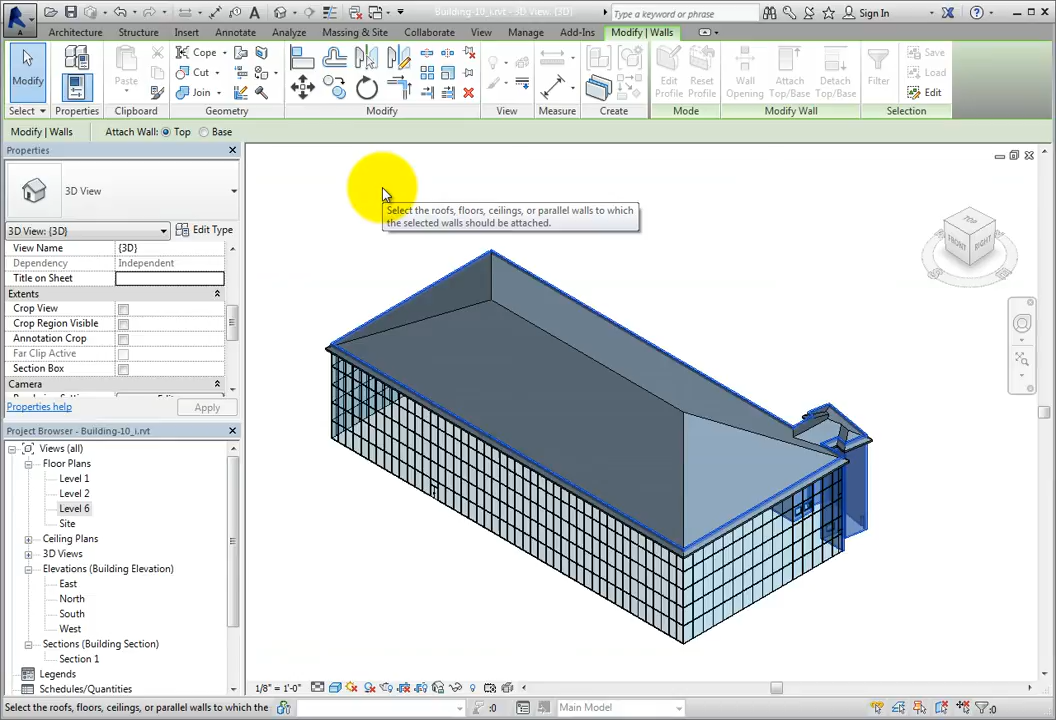 Building-10_i.rvt - 3D View: {3D}
Type a keyword or phrase
Sign In
Architecture Structure Insert Annotate Analyze Massing & Site Collaborate View Manage Add-Ins Modify | Walls
Modify
Properties
Paste
Cope
Cut
Join
Edit Profile
Reset Profile
Wall Opening
Attach Top/Base
Detach Top/Base
Filter
Save
Load
Edit
Select Properties Clipboard Geometry Modify View Measure Create Mode Modify Wall Selection
Modify | Walls Attach Wall: Top Base
Properties
3D View
3D View: {3D} Edit Type
View Name {3D}
Dependency Independent
Title on Sheet
Extents
Crop View
Crop Region Visible
Annotation Crop
Far Clip Active
Section Box
Camera
Properties help Apply
Project Browser - Building-10_i.rvt
Views (all)
Floor Plans
Level 1
Level 2
Level 6
Site
Ceiling Plans
3D Views
Elevations (Building Elevation)
East
North
South
West
Sections (Building Section)
Section 1
Legends
Schedules/Quantities
Select the roofs, floors, ceilings, or parallel walls to which
the selected walls should be attached.
TOP
FRONT RIGHT
1/8" = 1'-0"
Select the roofs, floors, ceilings, or parallel walls to which the :0 Main Model :0